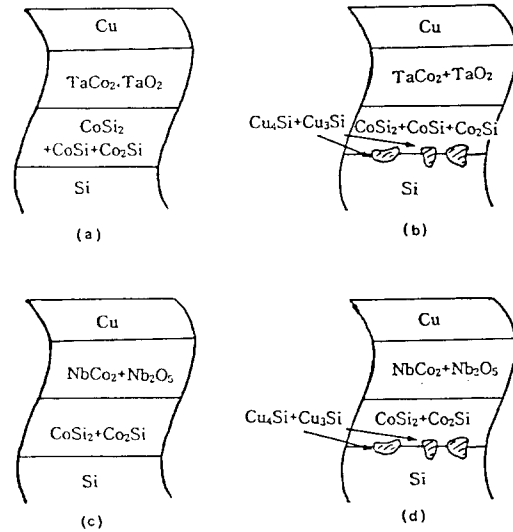 Cu
TaCo₂.TaO₂
CoSi₂
+CoSi+Co₂Si
Si
(a)
Cu
TaCo₂+TaO₂
Cu₄Si+Cu₃Si
CoSi₂+CoSi+Co₂Si
Si
(b)
Cu
NbCo₂+Nb₂O₅
CoSi₂+Co₂Si
Si
(c)
Cu
NbCo₂+Nb₂O₅
Cu₄Si+Cu₃Si
CoSi₂+Co₂Si
Si
(d)